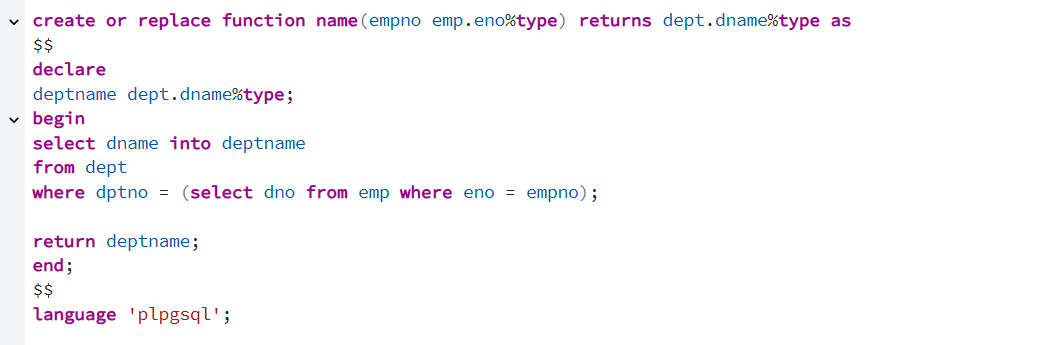 create or replace function name(empno emp.eno%type) returns dept.dname%type as
$$
declare
deptname dept.dname%type;
begin
select dname into deptname
from dept
where dptno = (select dno from emp where eno = empno);
return deptname;
end;
$$
language 'plpgsql';